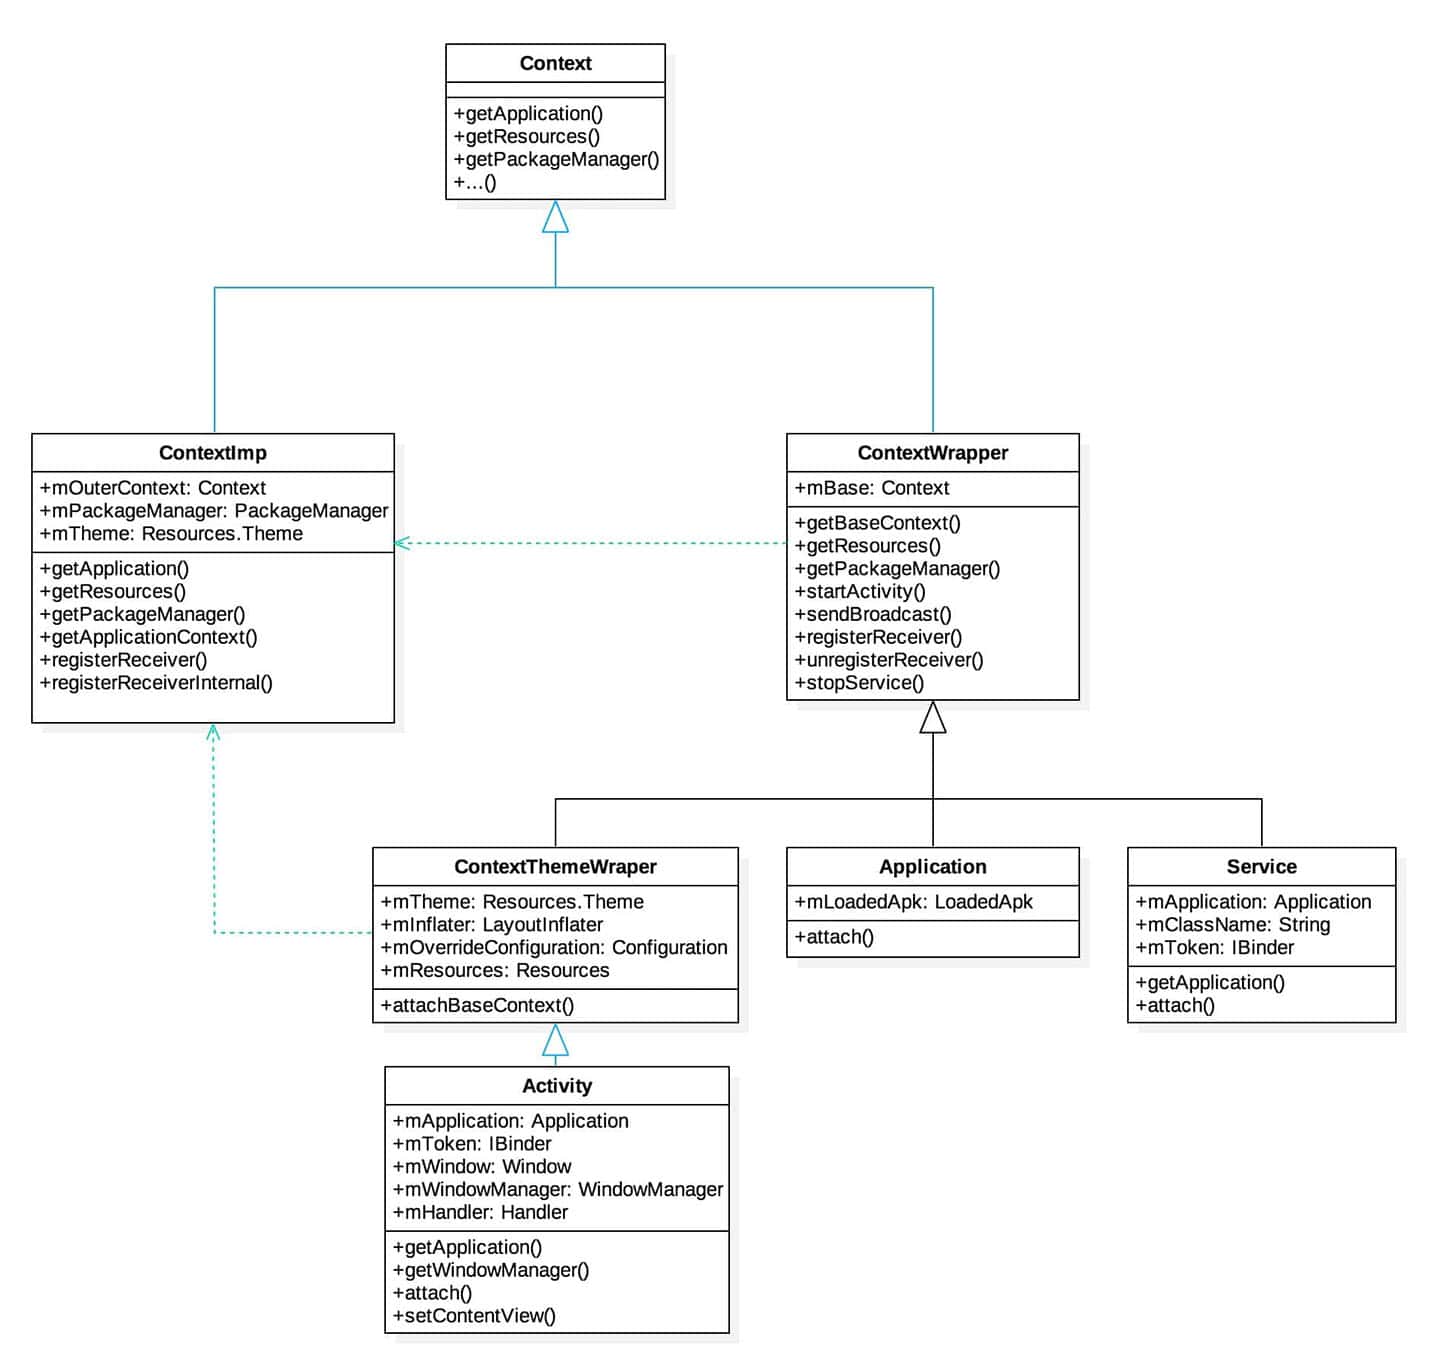 Context
+getApplication()
+getResources()
+getPackageManager()
+...()
ContextImp
+mOuterContext: Context
+mPackageManager: PackageManager
+mTheme: Resources.Theme
+getApplication()
+getResources()
+getPackageManager()
+getApplicationContext()
+registerReceiver()
+registerReceiverInternal()
ContextWrapper
+mBase: Context
+getBaseContext()
+getResources()
+getPackageManager()
+startActivity()
+sendBroadcast()
+registerReceiver()
+unregisterReceiver()
+stopService()
ContextThemeWraper
+mTheme: Resources.Theme
+mInflater: LayoutInflater
+mOverrideConfiguration: Configuration
+mResources: Resources
+attachBaseContext()
Application
+mLoadedApk: LoadedApk
+attach()
Service
+mApplication: Application
+mClassName: String
+mToken: IBinder
+getApplication()
+attach()
Activity
+mApplication: Application
+mToken: IBinder
+mWindow: Window
+mWindowManager: WindowManager
+mHandler: Handler
+getApplication()
+getWindowManager()
+attach()
+setContentView()